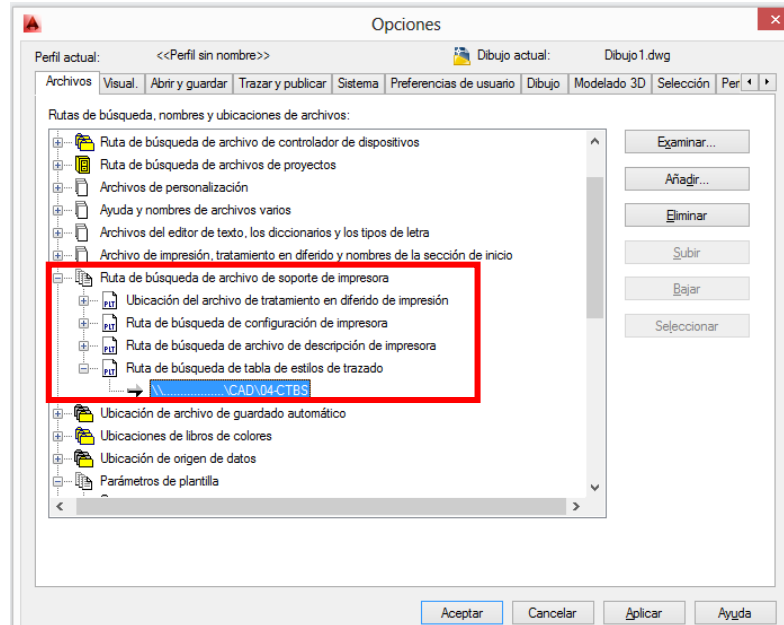 Opciones
Perfil actual: <<Perfil sin nombre>> Dibujo actual: Dibujo1.dwg
Archivos Visual. Abrir y guardar Trazar y publicar Sistema Preferencias de usuario Dibujo Modelado 3D Selección Per
Rutas de búsqueda, nombres y ubicaciones de archivos:
Ruta de búsqueda de archivo de controlador de dispositivos
Ruta de búsqueda de archivos de proyectos
Archivos de personalización
Ayuda y nombres de archivos varios
Archivos del editor de texto, los diccionarios y los tipos de letra
Archivo de impresión, tratamiento en diferido y nombres de la sección de inicio
Ruta de búsqueda de archivo de soporte de impresora
PLT Ubicación del archivo de tratamiento en diferido de impresión
PLT Ruta de búsqueda de configuración de impresora
PLT Ruta de búsqueda de archivo de descripción de impresora
PLT Ruta de búsqueda de tabla de estilos de trazado
\\..................\CAD\04-CTBS
Ubicación de archivo de guardado automático
Ubicaciones de libros de colores
Ubicación de origen de datos
Parámetros de plantilla
Examinar...
Añadir...
Eliminar
Subir
Bajar
Seleccionar
Aceptar Cancelar Aplicar Ayuda